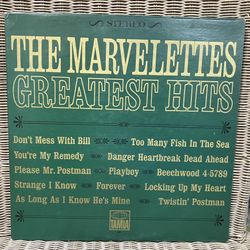 STEREO
THE MARVELETTES
GREATEST HITS
Don't Mess With Bill Too Many Fish In The Sea
You're My Remedy Danger Heartbreak Dead Ahead
Please Mr. Postman Playboy Beechwood 4-5789
Strange I Know Forever Locking Up My Heart
As Long As I Know He's Mine Twistin' Postman
TAMLA